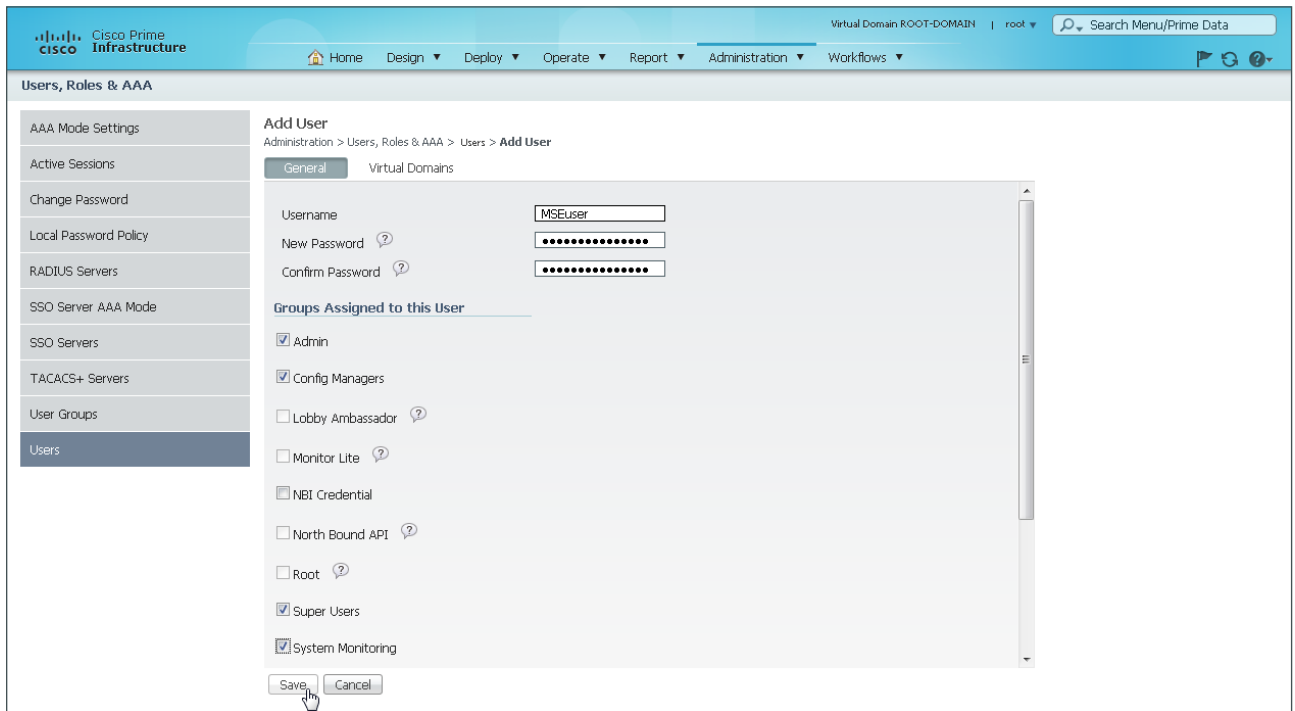 Virtual Domain ROOT-DOMAIN | root ▼ Search Menu/Prime Data
Cisco Prime
CISCO Infrastructure
Home Design ▼ Deploy ▼ Operate ▼ Report ▼ Administration ▼ Workflows ▼
Users, Roles & AAA
AAA Mode Settings
Active Sessions
Change Password
Local Password Policy
RADIUS Servers
SSO Server AAA Mode
SSO Servers
TACACS+ Servers
User Groups
Users
Add User
Administration > Users, Roles & AAA > Users > Add User
General Virtual Domains
Username MSEuser
New Password ? •••••••••••••••
Confirm Password ? •••••••••••••••
Groups Assigned to this User
Admin
Config Managers
Lobby Ambassador ?
Monitor Lite ?
NBI Credential
North Bound API ?
Root ?
Super Users
System Monitoring
Save Cancel